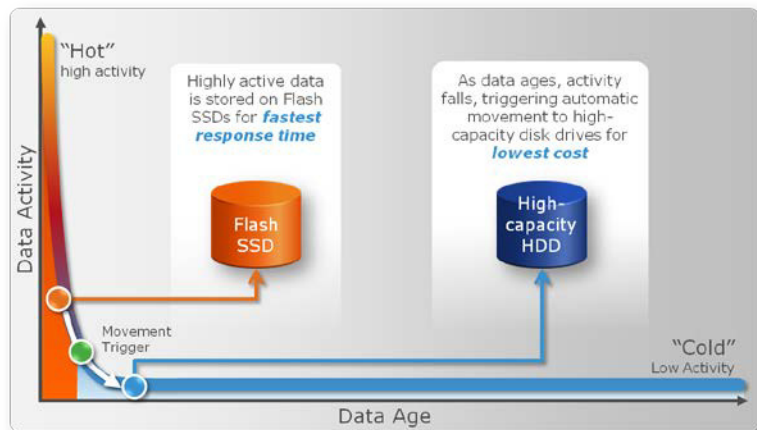 "Hot"
high activity
Highly active data
is stored on Flash
SSDs for fastest
response time
As data ages, activity
falls, triggering automatic
movement to high-
capacity disk drives for
lowest cost
Flash
SSD
High-
capacity
HDD
Data Activity
Movement
Trigger
"Cold"
Low Activity
Data Age